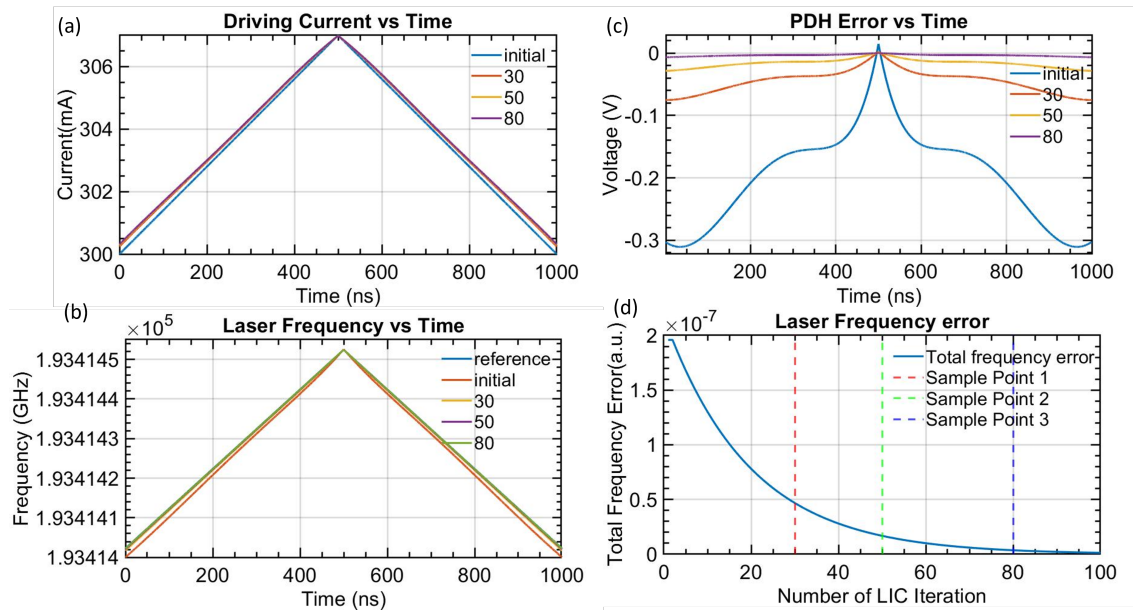 (a)
Driving Current vs Time
306
304
302
300
Current(mA)
initial
30
50
80
0 200 400 600 800 1000
Time (ns)
(c)
PDH Error vs Time
0
-0.1
-0.2
-0.3
Voltage (V)
initial
30
50
80
200 400 600 800 1000
Time (ns)
(b)
×10⁵
Laser Frequency vs Time
1.934145
1.934144
1.934143
1.934142
1.934141
1.93414
Frequency (GHz)
reference
initial
30
50
80
0 200 400 600 800 1000
Time (ns)
(d)
×10⁻⁷
Laser Frequency error
2
1.5
1
0.5
0
Total Frequency Error(a.u.)
Total frequency error
Sample Point 1
Sample Point 2
Sample Point 3
0 20 40 60 80 100
Number of LIC Iteration